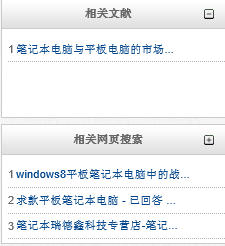 相关文献
1 笔记本电脑与平板电脑的市场...
相关网页搜索
1 windows8平板笔记本电脑中的战...
2 求款平板笔记本电脑 - 已回答 ...
3 笔记本瑞德鑫科技专营店-笔记...